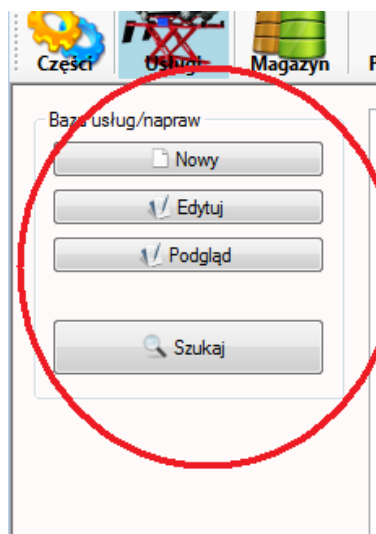 Części Usługi Magazyn F
Baza usług/napraw
Nowy
Edytuj
Podgląd
Szukaj